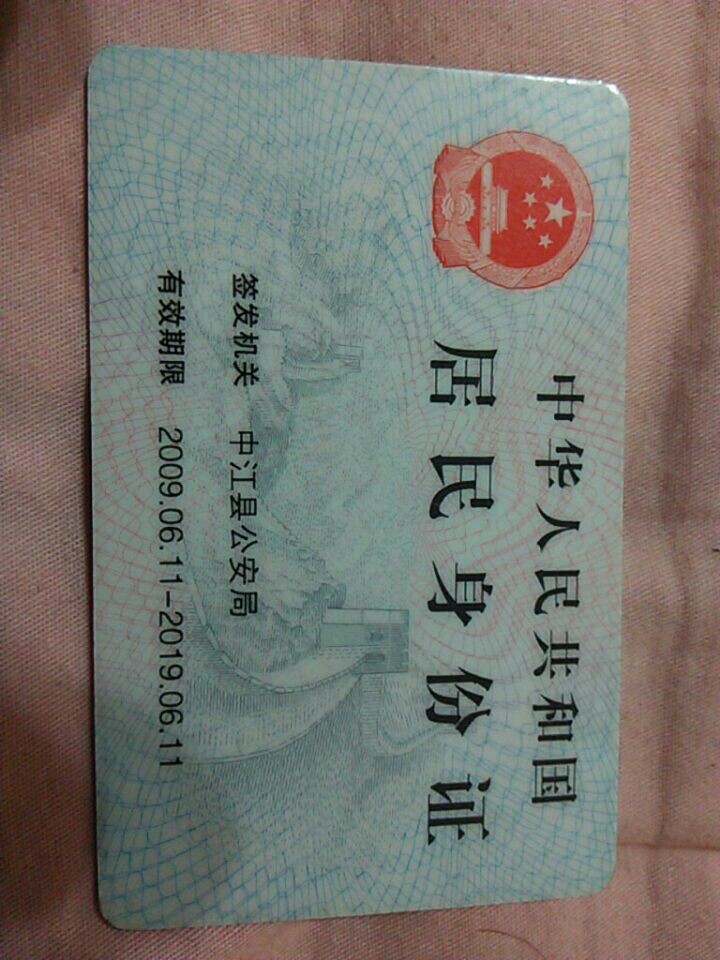 中华人民共和国
居民身份证
签发机关 中江县公安局
有效期限 2009.06.11-2019.06.11